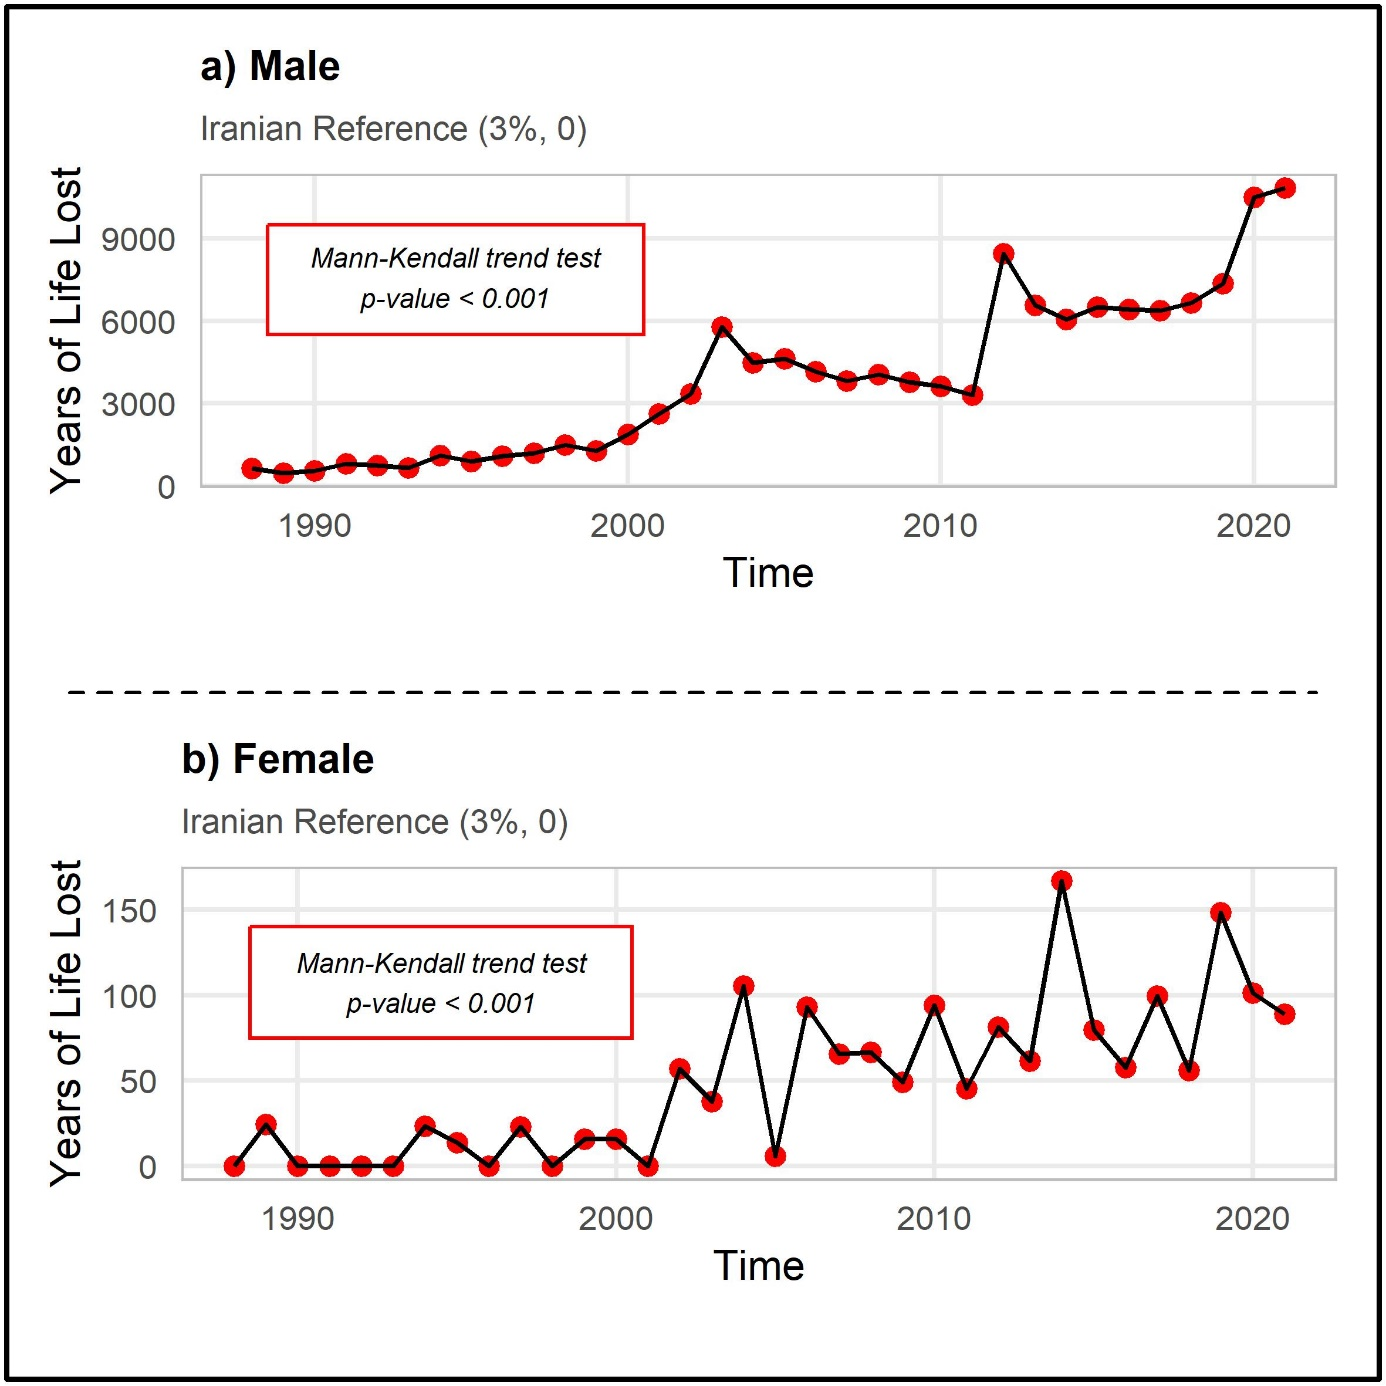 a) Male
Iranian Reference (3%, 0)
Years of Life Lost
9000
6000
3000
0
Mann-Kendall trend test
p-value < 0.001
1990 2000 2010 2020
Time
b) Female
Iranian Reference (3%, 0)
Years of Life Lost
150
100
50
0
Mann-Kendall trend test
p-value < 0.001
1990 2000 2010 2020
Time